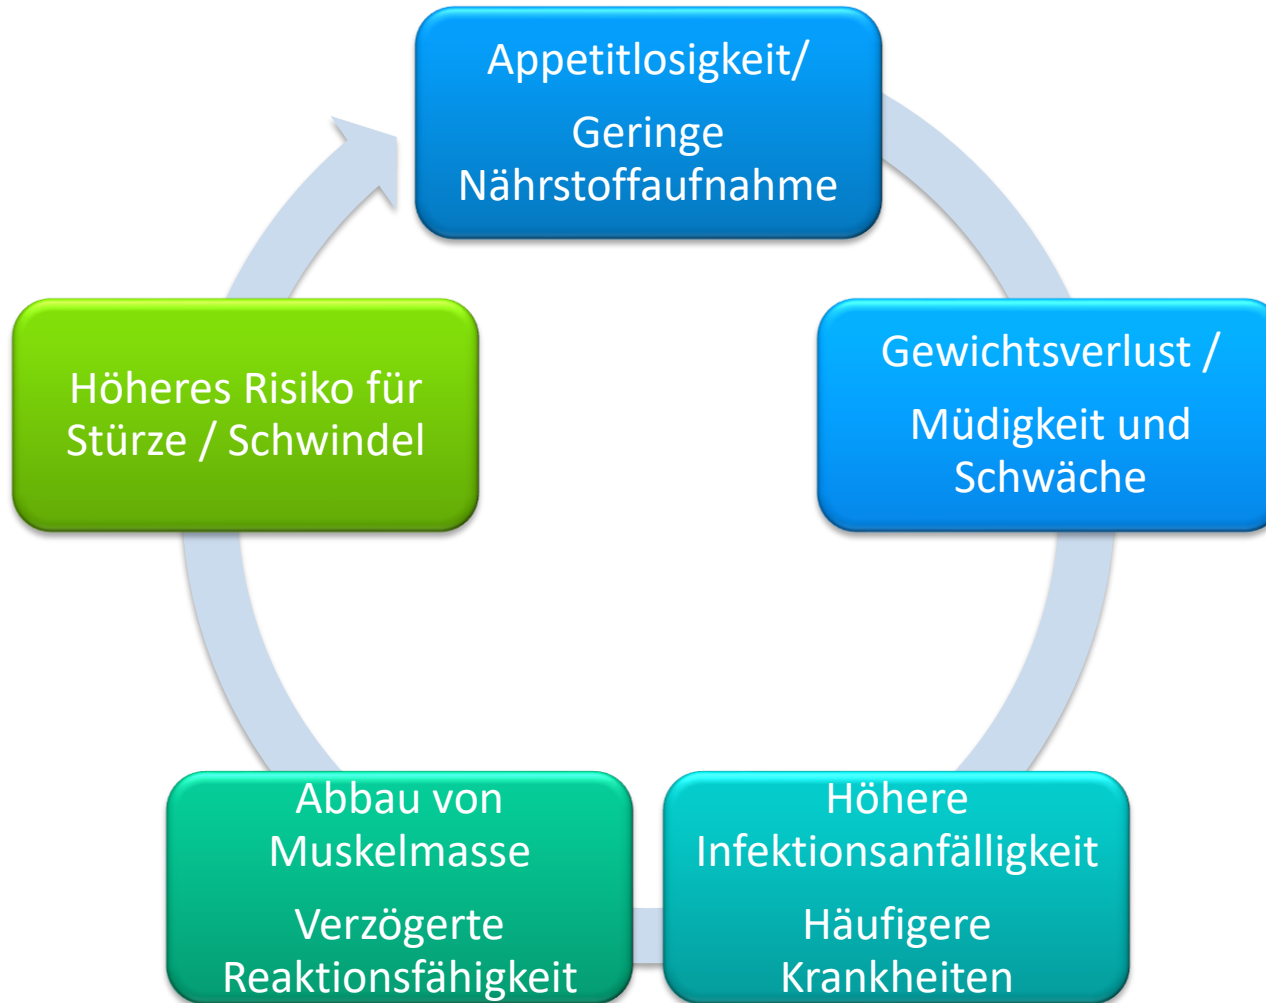 Appetitlosigkeit/
Geringe
Nährstoffaufnahme
Gewichtsverlust /
Müdigkeit und
Schwäche
Höhere
Infektionsanfälligkeit
Häufigere
Krankheiten
Abbau von
Muskelmasse
Verzögerte
Reaktionsfähigkeit
Höheres Risiko für
Stürze / Schwindel